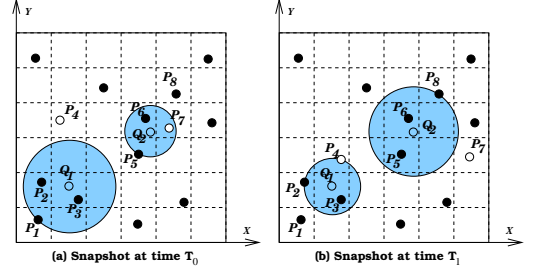 Y
P8
P4
P6
P7
Q2
P5
Q1
P2
P3
P1
X
(a) Snapshot at time T0
Y
P8
P6
Q2
P4
P5
P7
Q1
P2
P3
P1
X
(b) Snapshot at time T1